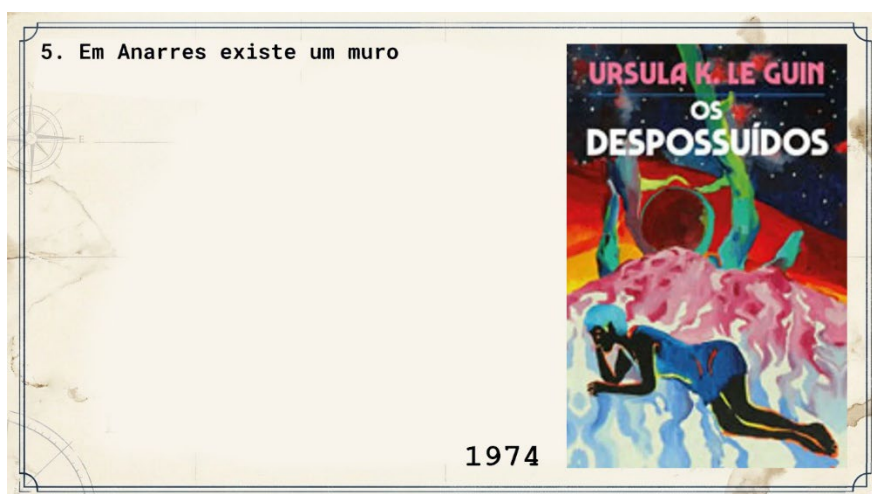 5. Em Anarres existe um muro
URSULA K. LE GUIN
OS
DESPOSSUÍDOS
E
1974